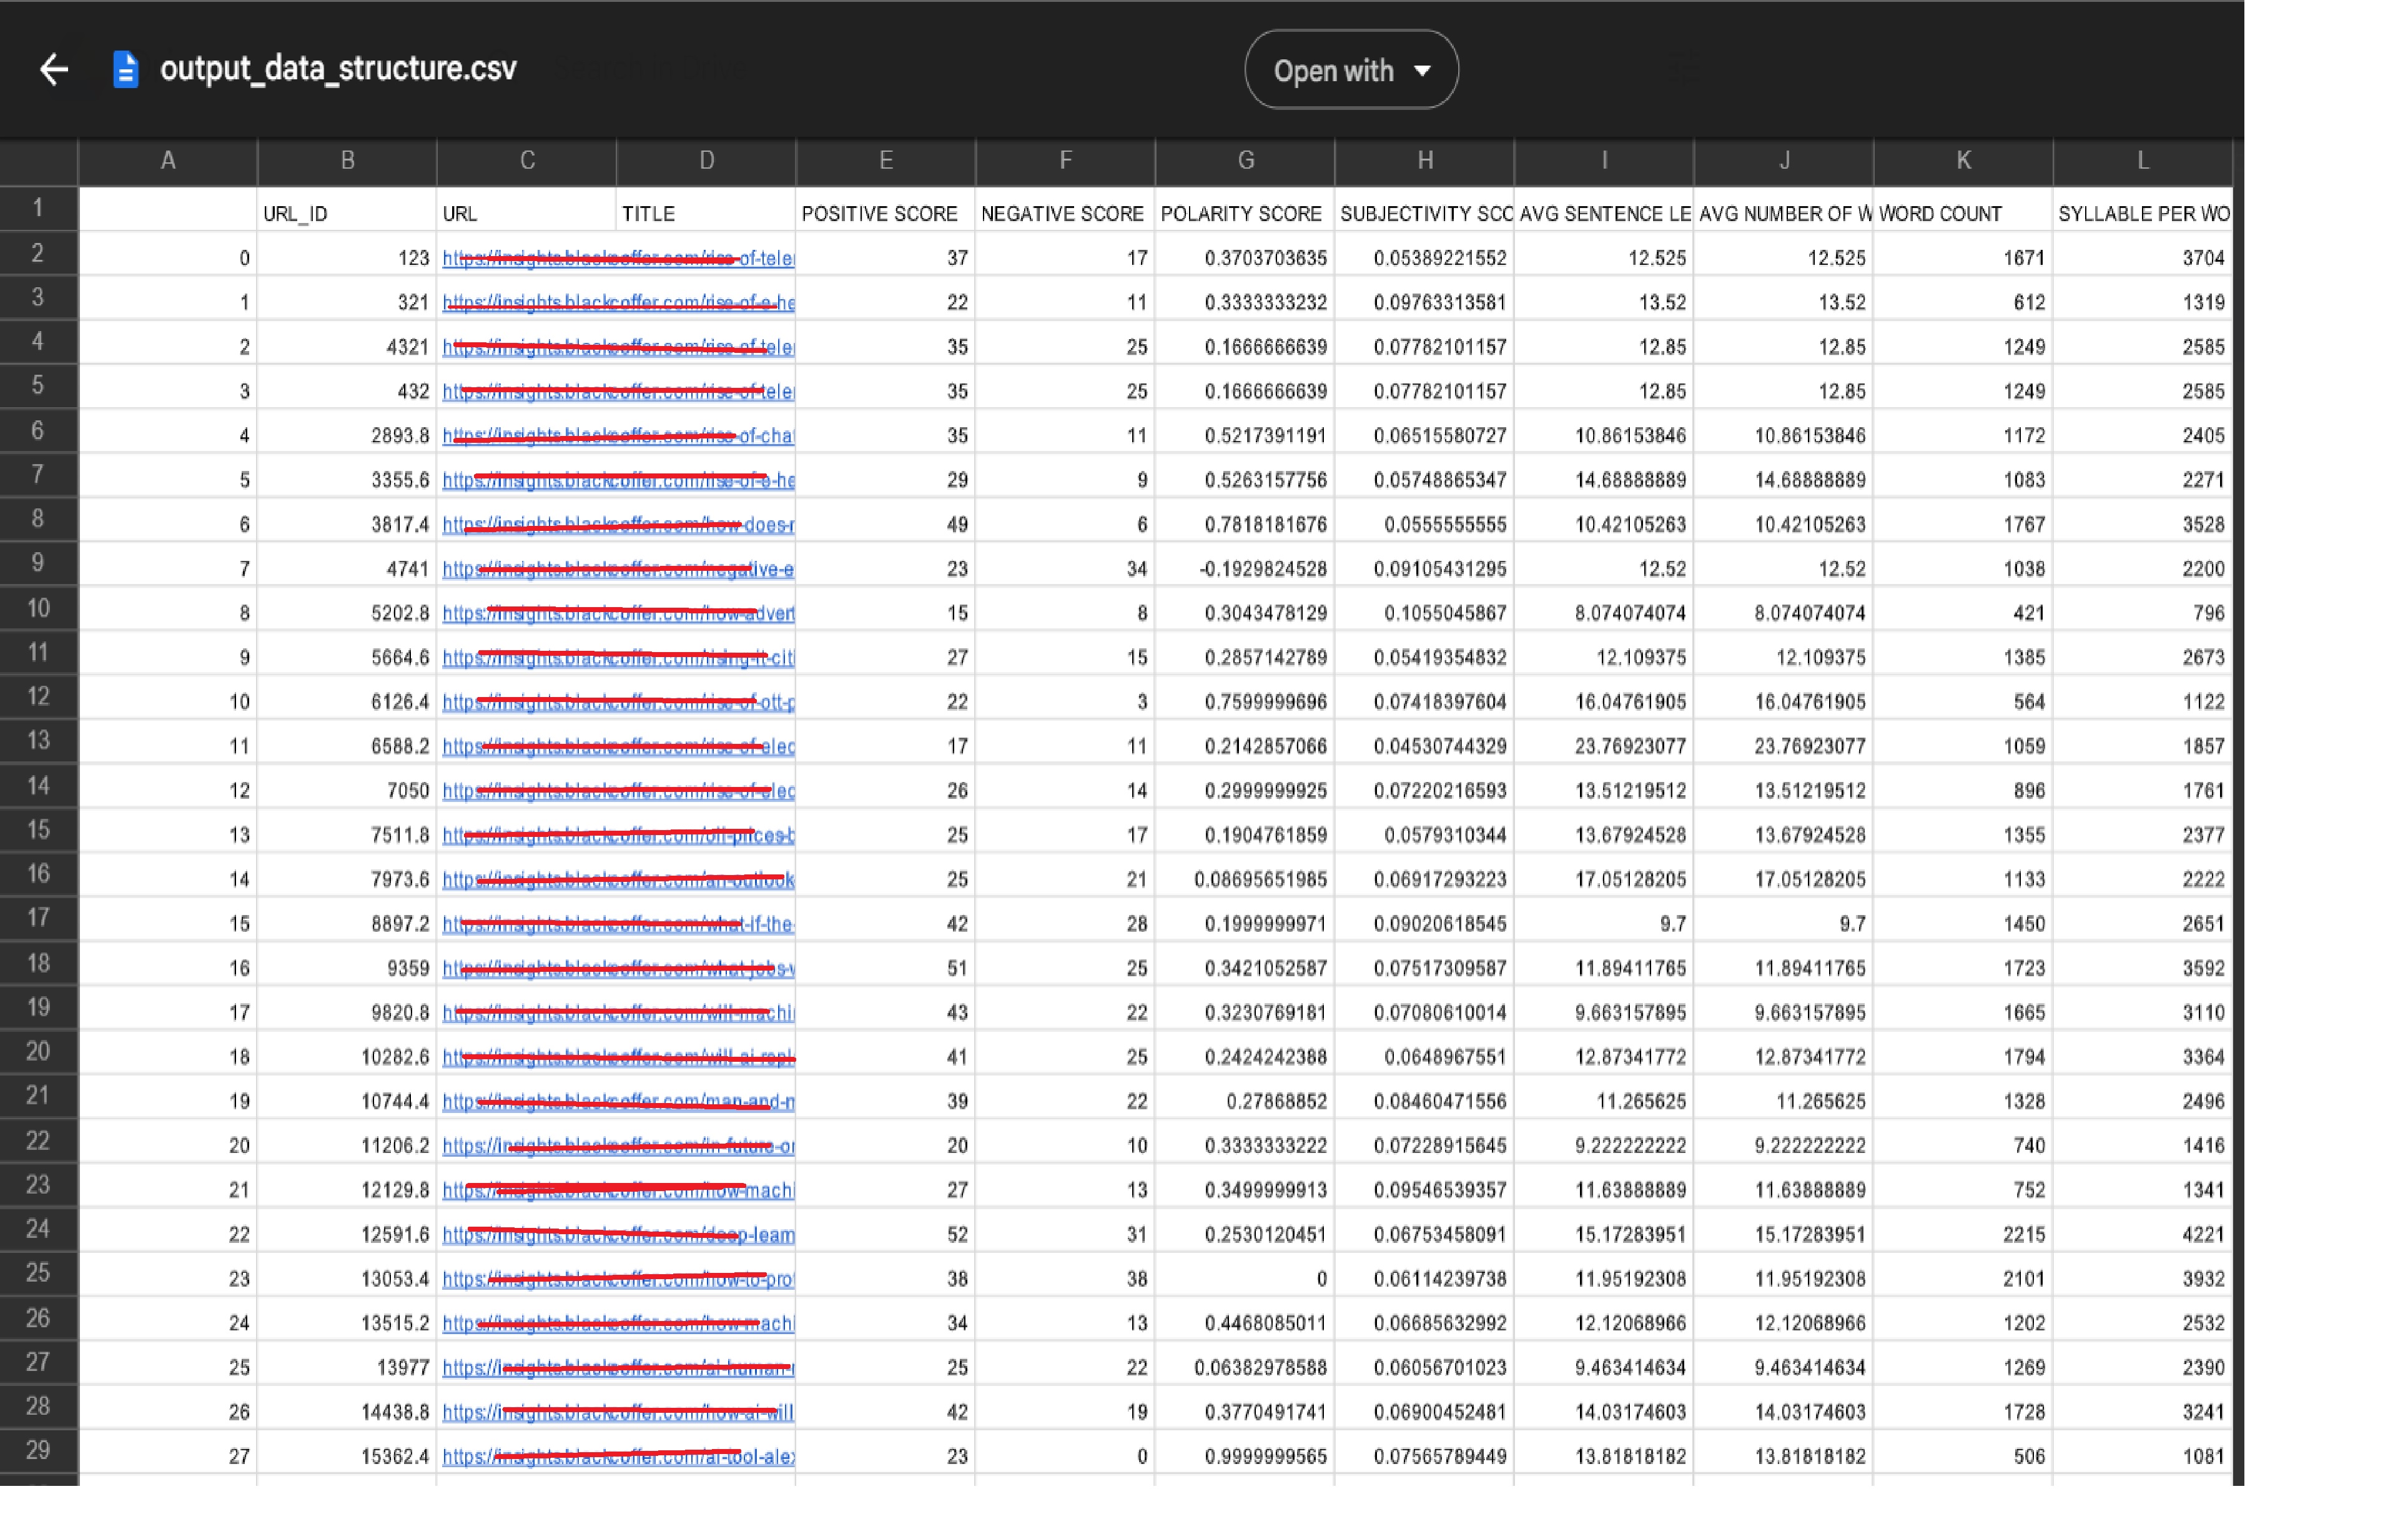 output_data_structure.csv Open with
A B C D E F G H I J K L
1 URL_ID URL TITLE POSITIVE SCORE NEGATIVE SCORE POLARITY SCORE SUBJECTIVITY SCO AVG SENTENCE LE AVG NUMBER OF W WORD COUNT SYLLABLE PER WO
2 0 123 https://insights.blackcoffer.com/rise-of-tele 37 17 0.3703703635 0.05389221552 12.525 12.525 1671 3704
3 1 321 https://insights.blackcoffer.com/rise-of-e-he 22 11 0.3333333232 0.09763313581 13.52 13.52 612 1319
4 2 4321 https://insights.blackcoffer.com/rise-of-tele 35 25 0.1666666639 0.07782101157 12.85 12.85 1249 2585
5 3 432 https://insights.blackcoffer.com/rise-of-tele 35 25 0.1666666639 0.07782101157 12.85 12.85 1249 2585
6 4 2893.8 https://insights.blackcoffer.com/rise-of-chat 35 11 0.5217391191 0.06515580727 10.86153846 10.86153846 1172 2405
7 5 3355.6 https://insights.blackcoffer.com/rise-of-e-he 29 9 0.5263157756 0.05748865347 14.68888889 14.68888889 1083 2271
8 6 3817.4 https://insights.blackcoffer.com/how-does- 49 6 0.7818181676 0.0555555555 10.42105263 10.42105263 1767 3528
9 7 4741 https://insights.blackcoffer.com/negative-e 23 34 -0.1929824528 0.09105431295 12.52 12.52 1038 2200
10 8 5202.8 https://insights.blackcoffer.com/how-advert 15 8 0.3043478129 0.1055045867 8.074074074 8.074074074 421 796
11 9 5664.6 https://insights.blackcoffer.com/rising-it-citi 27 15 0.2857142789 0.05419354832 12.109375 12.109375 1385 2673
12 10 6126.4 https://insights.blackcoffer.com/rise-of-ott-p 22 3 0.7599999696 0.07418397604 16.04761905 16.04761905 564 1122
13 11 6588.2 https://insights.blackcoffer.com/rise-of-elec 17 11 0.2142857066 0.04530744329 23.76923077 23.76923077 1059 1857
14 12 7050 https://insights.blackcoffer.com/rise-of-elec 26 14 0.2999999925 0.07220216593 13.51219512 13.51219512 896 1761
15 13 7511.8 https://insights.blackcoffer.com/oil-prices-b 25 17 0.1904761859 0.0579310344 13.67924528 13.67924528 1355 2377
16 14 7973.6 https://insights.blackcoffer.com/an-outlook 25 21 0.08695651985 0.06917293223 17.05128205 17.05128205 1133 2222
17 15 8897.2 https://insights.blackcoffer.com/what-if-the- 42 28 0.1999999971 0.09020618545 9.7 9.7 1450 2651
18 16 9359 https://insights.blackcoffer.com/what-jobs-v 51 25 0.3421052587 0.07517309587 11.89411765 11.89411765 1723 3592
19 17 9820.8 https://insights.blackcoffer.com/will-machi 43 22 0.3230769181 0.07080610014 9.663157895 9.663157895 1665 3110
20 18 10282.6 https://insights.blackcoffer.com/will-ai-repl 41 25 0.2424242388 0.0648967551 12.87341772 12.87341772 1794 3364
21 19 10744.4 https://insights.blackcoffer.com/man-and-n 39 22 0.27868852 0.08460471556 11.265625 11.265625 1328 2496
22 20 11206.2 https://insights.blackcoffer.com/in-future-or 20 10 0.3333333222 0.07228915645 9.222222222 9.222222222 740 1416
23 21 12129.8 https://insights.blackcoffer.com/how-machi 27 13 0.3499999913 0.09546539357 11.63888889 11.63888889 752 1341
24 22 12591.6 https://insights.blackcoffer.com/deep-learn 52 31 0.2530120451 0.06753458091 15.17283951 15.17283951 2215 4221
25 23 13053.4 https://insights.blackcoffer.com/how-to-pro 38 38 0 0.06114239738 11.95192308 11.95192308 2101 3932
26 24 13515.2 https://insights.blackcoffer.com/how-machi 34 13 0.4468085011 0.06685632992 12.12068966 12.12068966 1202 2532
27 25 13977 https://insights.blackcoffer.com/ai-human-r 25 22 0.06382978588 0.06056701023 9.463414634 9.463414634 1269 2390
28 26 14438.8 https://insights.blackcoffer.com/how-ai-will 42 19 0.3770491741 0.06900452481 14.03174603 14.03174603 1728 3241
29 27 15362.4 https://insights.blackcoffer.com/ai-tool-alex 23 0 0.9999999565 0.07565789449 13.81818182 13.81818182 506 1081